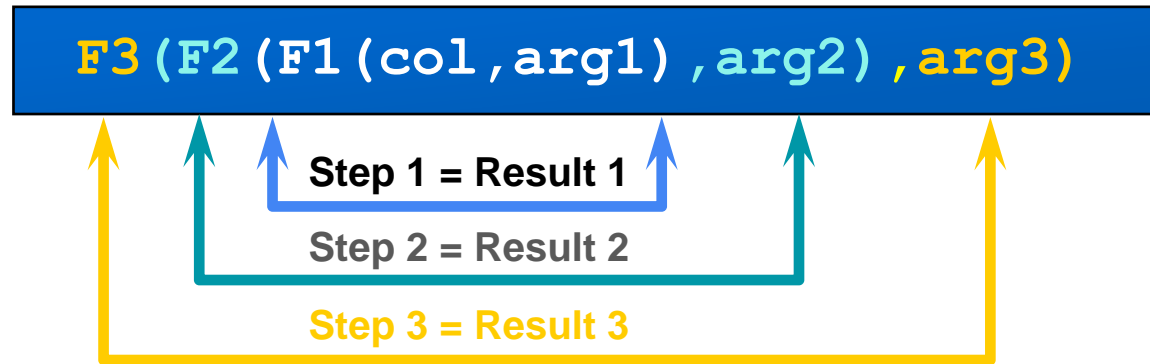 F3(F2(F1(col,arg1),arg2),arg3)
Step 1 = Result 1
Step 2 = Result 2
Step 3 = Result 3